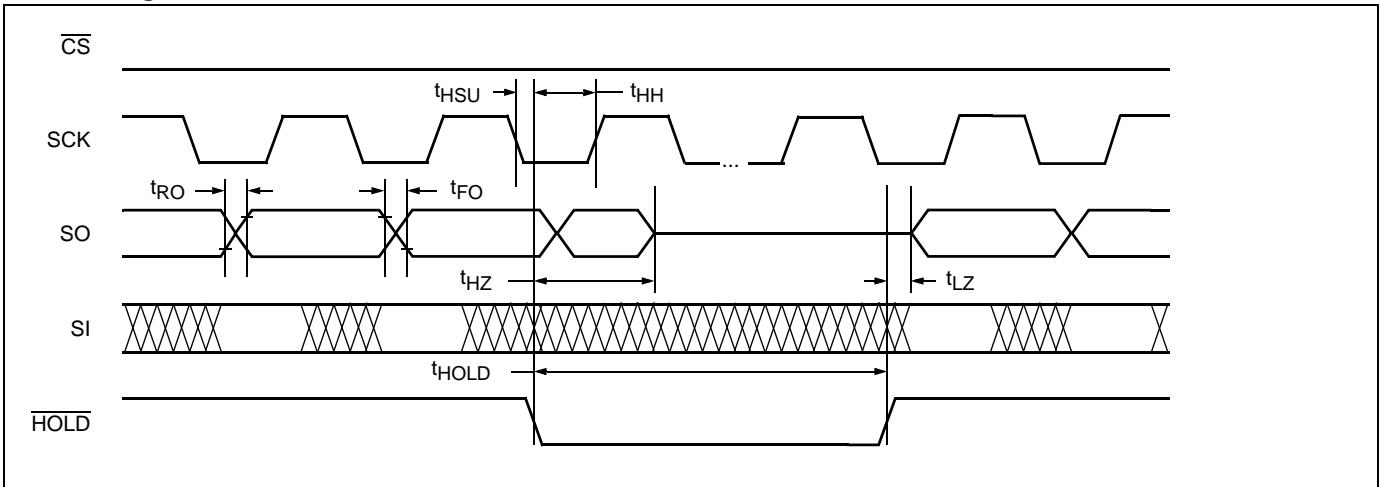 CS
tHSU
tHH
SCK
...
tRO
tFO
SO
tHZ
tLZ
SI
tHOLD
HOLD